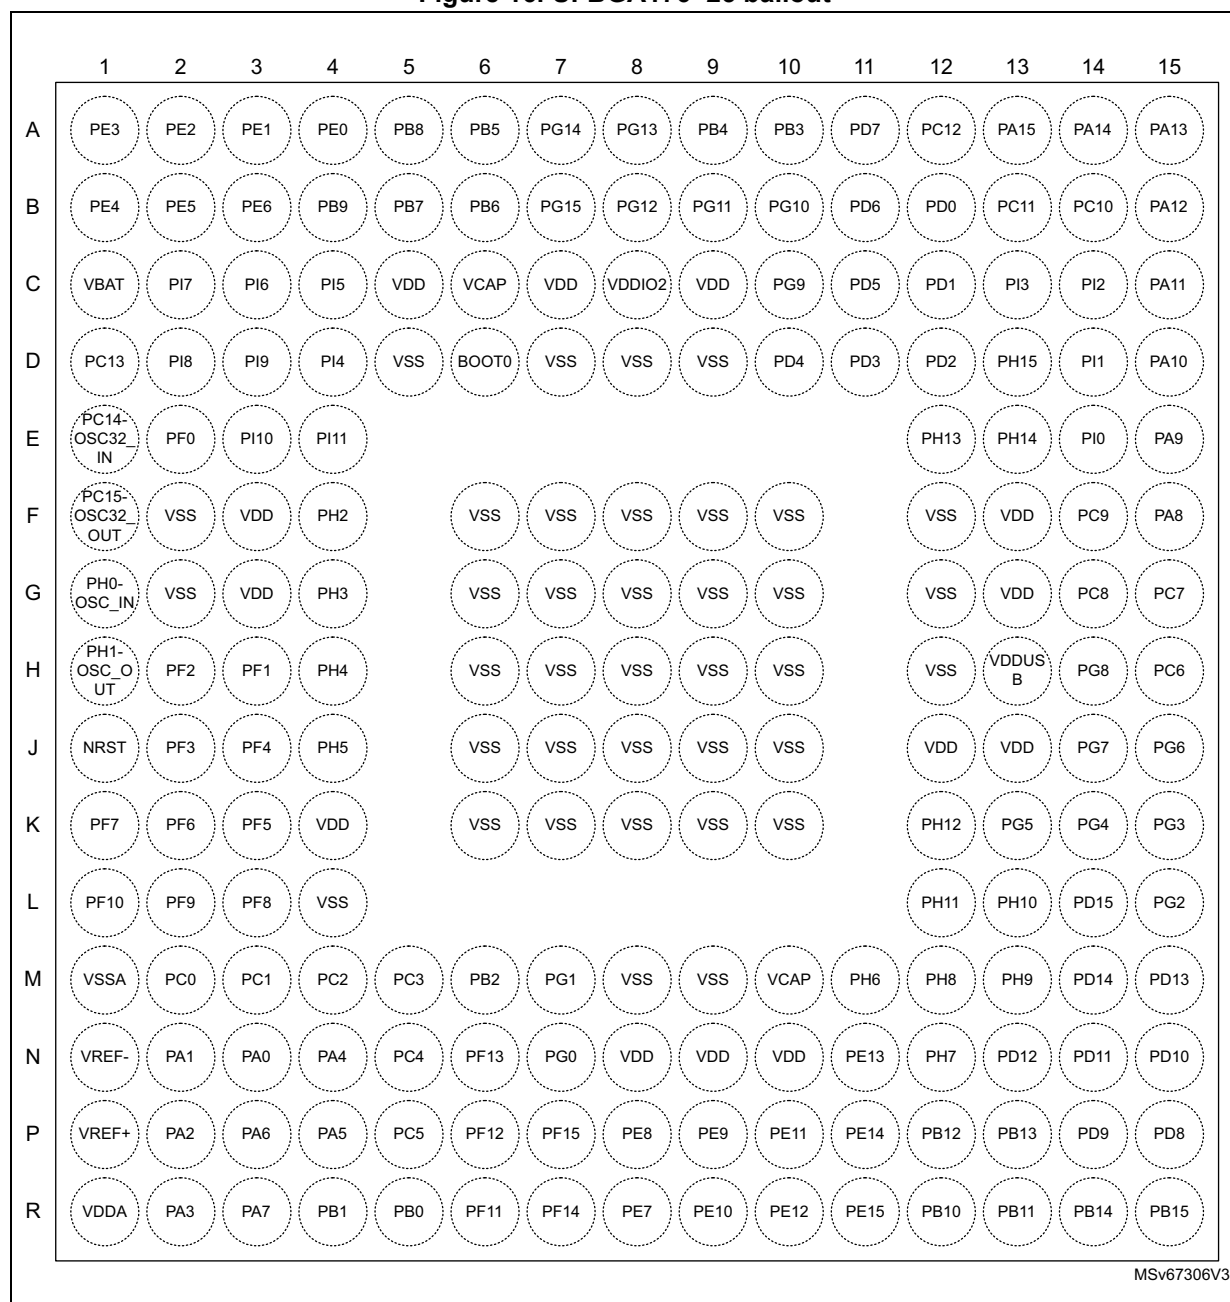 1 2 3 4 5 6 7 8 9 10 11 12 13 14 15
A PE3 PE2 PE1 PE0 PB8 PB5 PG14 PG13 PB4 PB3 PD7 PC12 PA15 PA14 PA13
B PE4 PE5 PE6 PB9 PB7 PB6 PG15 PG12 PG11 PG10 PD6 PD0 PC11 PC10 PA12
C VBAT PI7 PI6 PI5 VDD VCAP VDD VDDIO2 VDD PG9 PD5 PD1 PI3 PI2 PA11
D PC13 PI8 PI9 PI4 VSS BOOT0 VSS VSS VSS PD4 PD3 PD2 PH15 PI1 PA10
PC14-
E OSC32_ PF0 PI10 PI11 PH13 PH14 PI0 PA9
IN
PC15-
F OSC32_ VSS VDD PH2 VSS VSS VSS VSS VSS VSS VDD PC9 PA8
OUT
PH0-
G OSC_IN VSS VDD PH3 VSS VSS VSS VSS VSS VSS VDD PC8 PC7
PH1- VDDUS
H OSC_O PF2 PF1 PH4 VSS VSS VSS VSS VSS VSS PG8 PC6
UT B
J NRST PF3 PF4 PH5 VSS VSS VSS VSS VSS VDD VDD PG7 PG6
K PF7 PF6 PF5 VDD VSS VSS VSS VSS VSS PH12 PG5 PG4 PG3
L PF10 PF9 PF8 VSS PH11 PH10 PD15 PG2
M VSSA PC0 PC1 PC2 PC3 PB2 PG1 VSS VSS VCAP PH6 PH8 PH9 PD14 PD13
N VREF- PA1 PA0 PA4 PC4 PF13 PG0 VDD VDD VDD PE13 PH7 PD12 PD11 PD10
P VREF+ PA2 PA6 PA5 PC5 PF12 PF15 PE8 PE9 PE11 PE14 PB12 PB13 PD9 PD8
R VDDA PA3 PA7 PB1 PB0 PF11 PF14 PE7 PE10 PE12 PE15 PB10 PB11 PB14 PB15
MSv67306V3